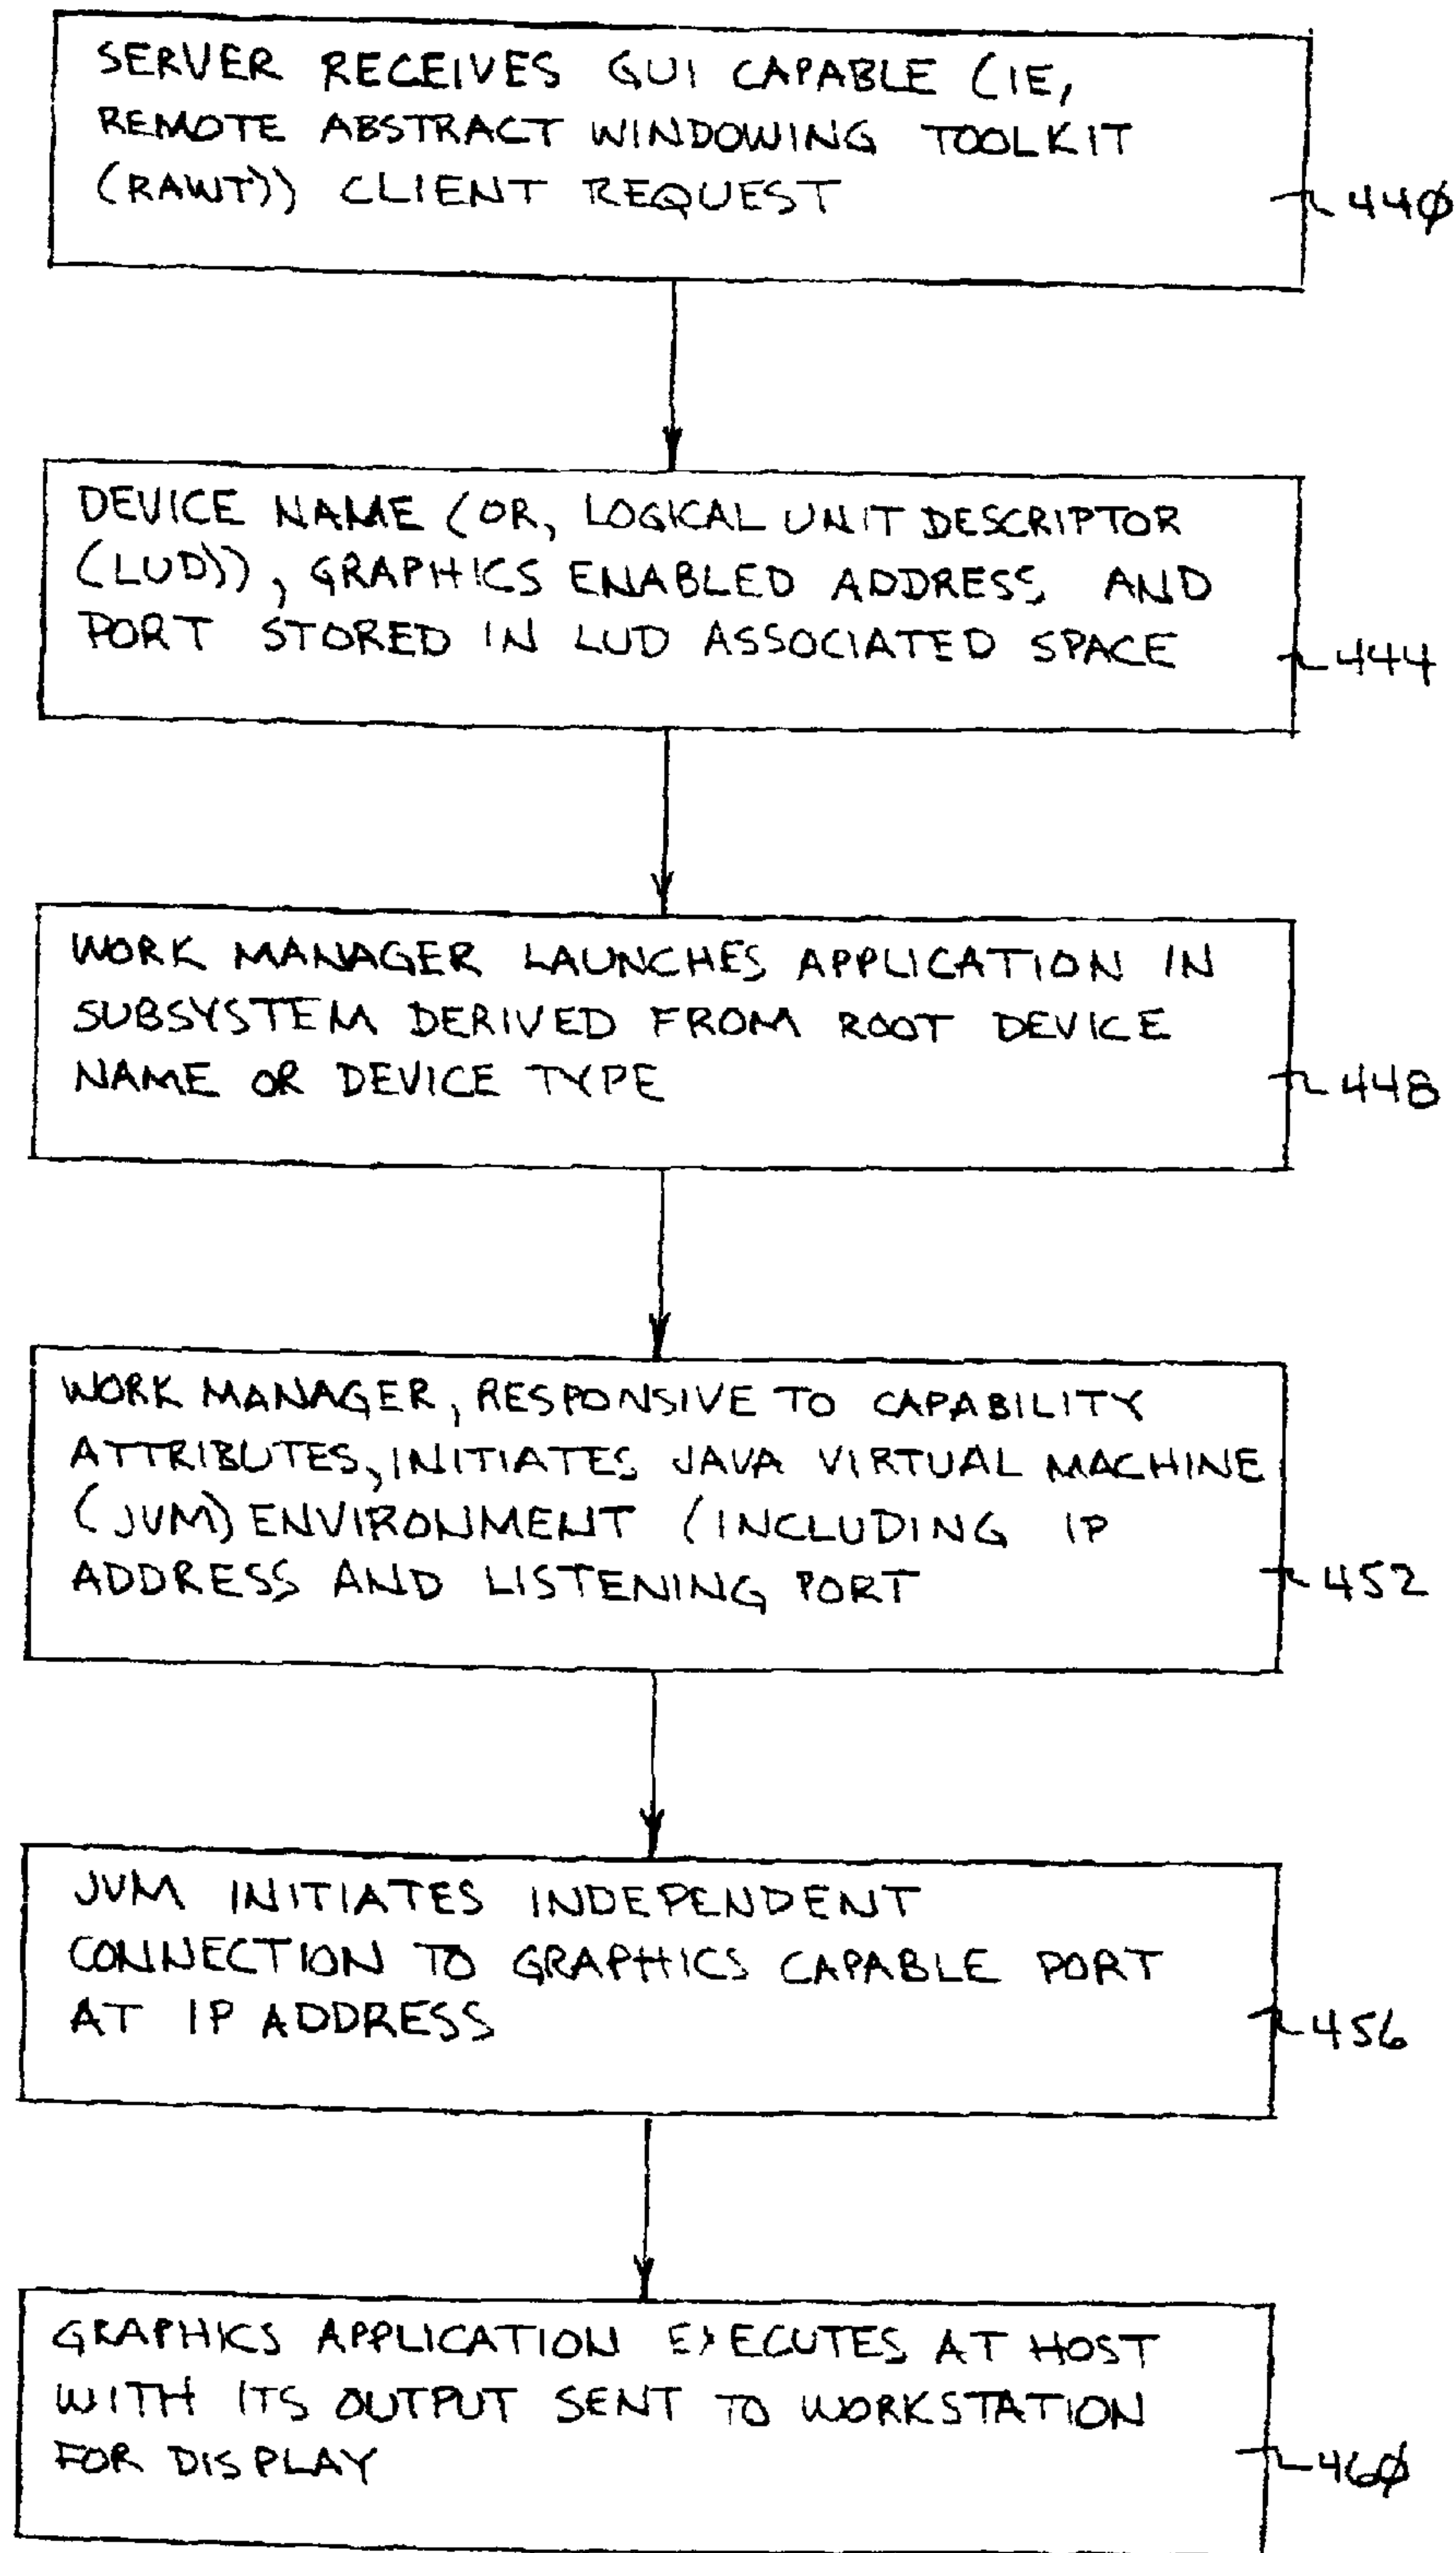 SERVER RECEIVES GUI CAPABLE (IE,
REMOTE ABSTRACT WINDOWING TOOLKIT
(RAWT)) CLIENT REQUEST
440
DEVICE NAME (OR, LOGICAL UNIT DESCRIPTOR
(LUD)), GRAPHICS ENABLED ADDRESS AND
PORT STORED IN LUD ASSOCIATED SPACE
444
WORK MANAGER LAUNCHES APPLICATION IN
SUBSYSTEM DERIVED FROM ROOT DEVICE
NAME OR DEVICE TYPE
448
WORK MANAGER, RESPONSIVE TO CAPABILITY
ATTRIBUTES, INITIATES JAVA VIRTUAL MACHINE
(JVM) ENVIRONMENT (INCLUDING IP
ADDRESS AND LISTENING PORT
452
JVM INITIATES INDEPENDENT
CONNECTION TO GRAPHICS CAPABLE PORT
AT IP ADDRESS
456
GRAPHICS APPLICATION EXECUTES AT HOST
WITH ITS OUTPUT SENT TO WORKSTATION
FOR DISPLAY
460